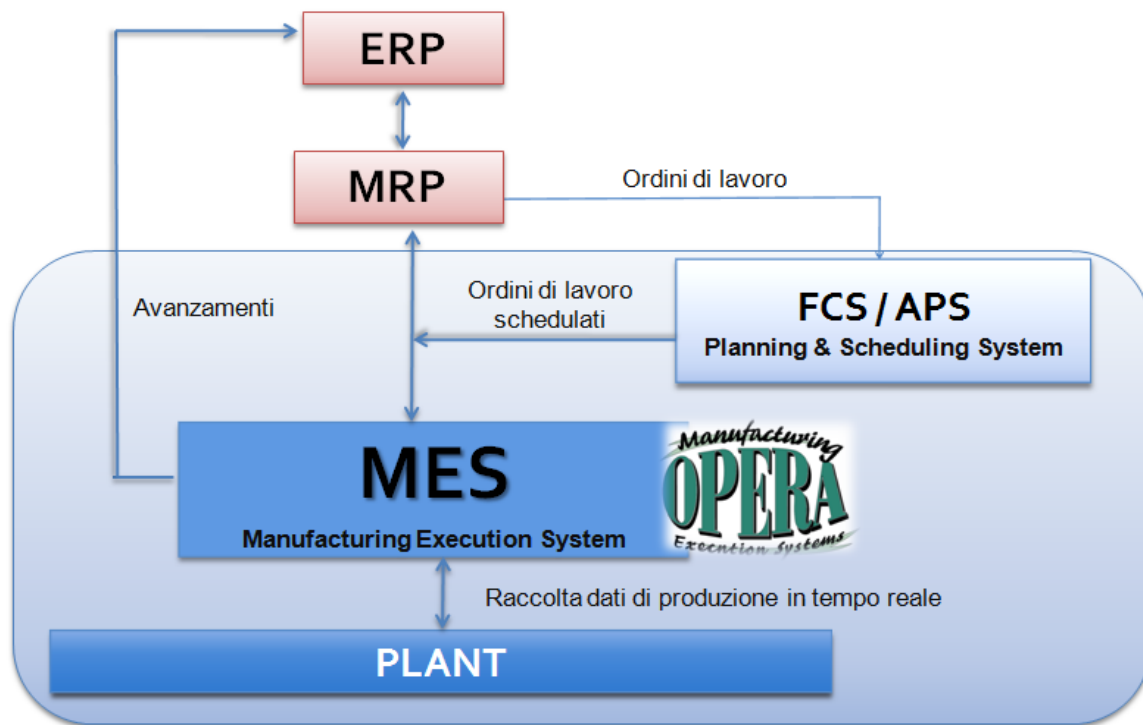 ERP
MRP
Ordini di lavoro
Avanzamenti
Ordini di lavoro
schedulati
FCS / APS
Planning & Scheduling System
MES
Manufacturing Execution System
Manufacturing
OPERA
Execution Systems
Raccolta dati di produzione in tempo reale
PLANT